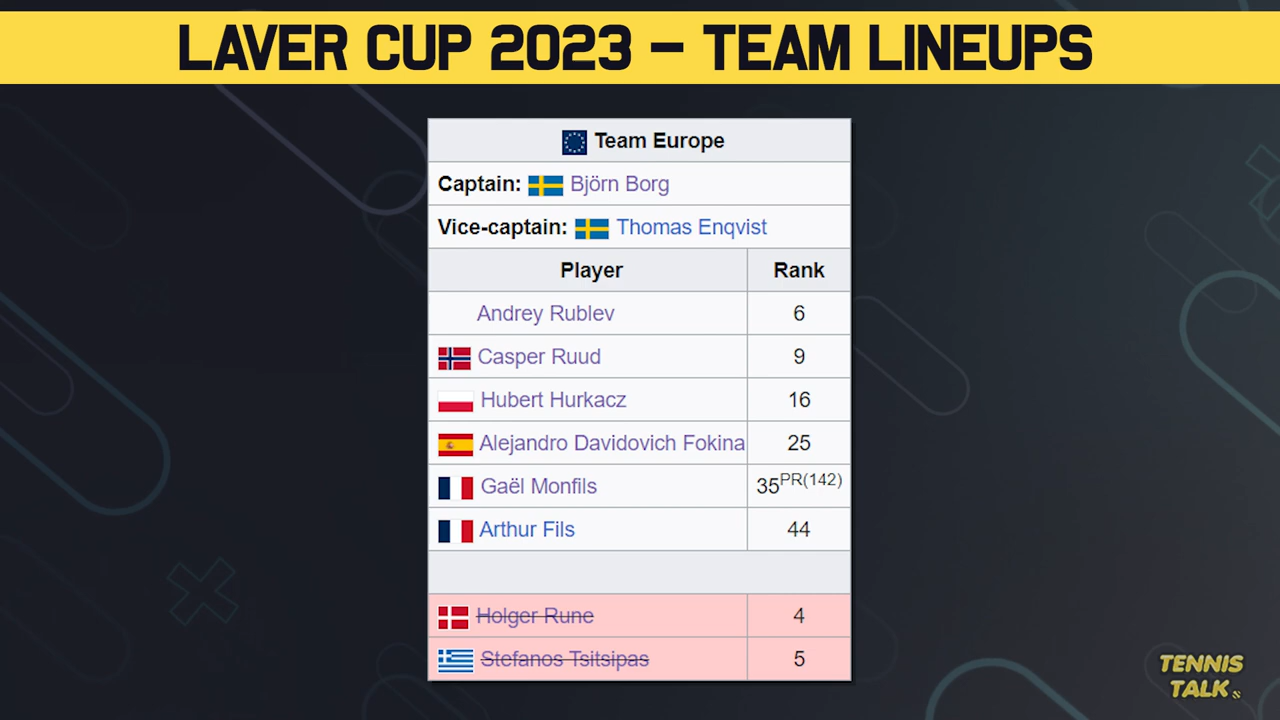 LAVER CUP 2023 – TEAM LINEUPS
Team Europe
Captain: Björn Borg
Vice-captain: Thomas Enqvist
Player Rank
Andrey Rublev 6
Casper Ruud 9
Hubert Hurkacz 16
Alejandro Davidovich Fokina 25
Gaël Monfils 35PR(142)
Arthur Fils 44
Holger Rune 4
Stefanos Tsitsipas 5
TENNIS
TALK